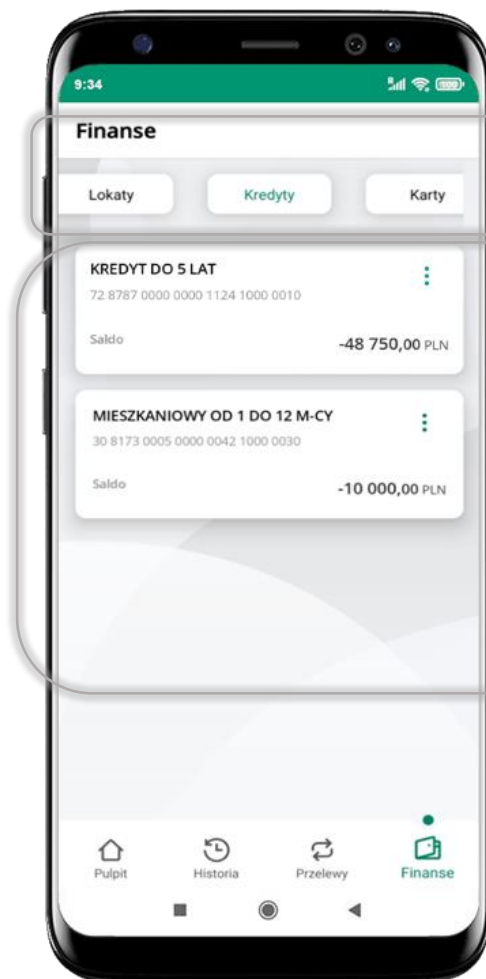 9:34
Finanse
Lokaty Kredyty Karty
KREDYT DO 5 LAT
72 8787 0000 0000 1124 1000 0010
Saldo -48 750,00 PLN
MIESZKANIOWY OD 1 DO 12 M-CY
30 8173 0005 0000 0042 1000 0030
Saldo -10 000,00 PLN
Pulpit Historia Przelewy Finanse